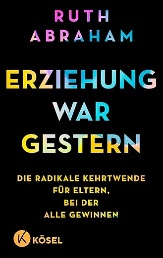 RUTH
ABRAHAM
ERZIEHUNG
WAR
GESTERN
DIE RADIKALE KEHRTWENDE
FÜR ELTERN,
BEI DER
ALLE GEWINNEN
KÖSEL